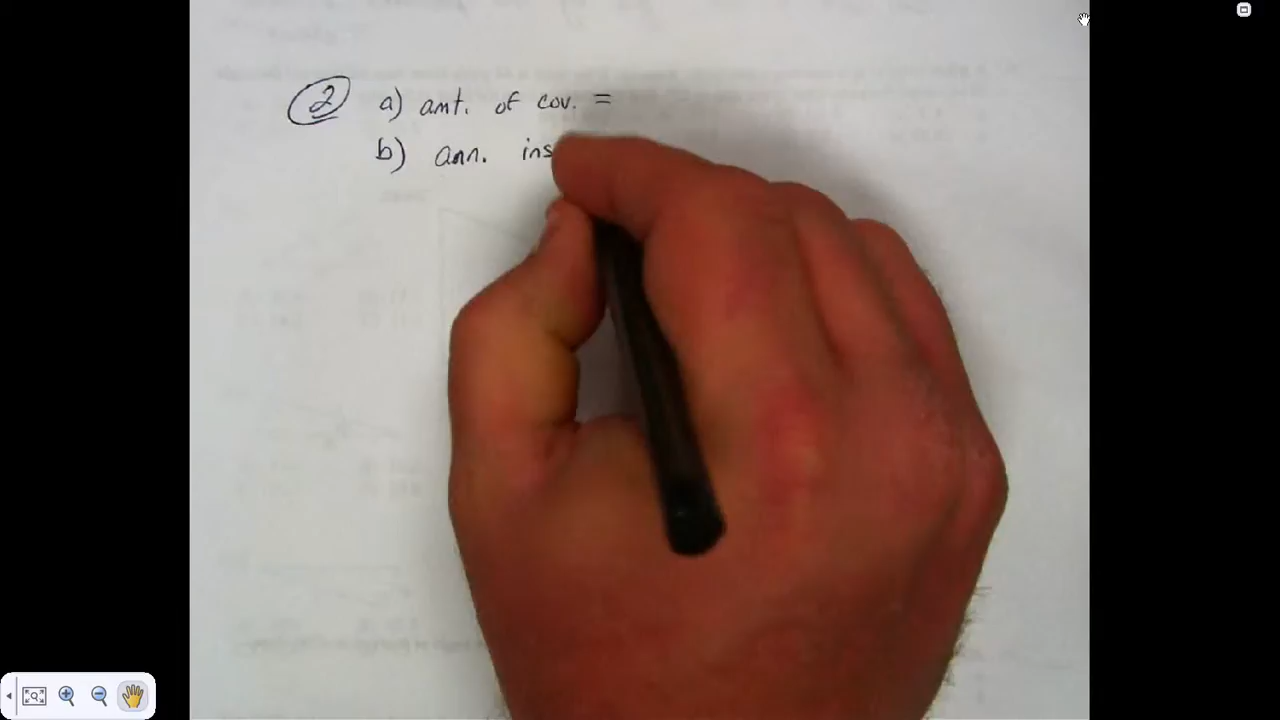 2 a) amt. of cov. =
b) ann. ins